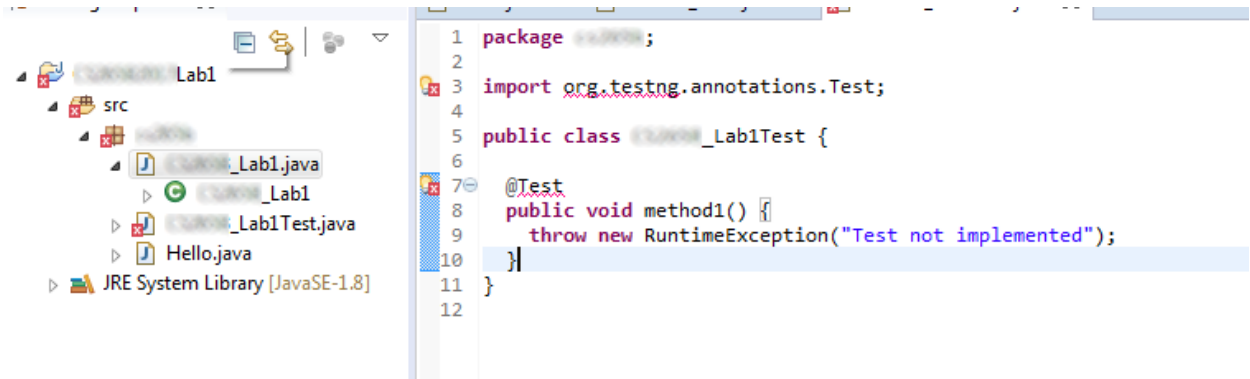 Lab1
src
_Lab1.java
_Lab1
_Lab1Test.java
Hello.java
JRE System Library [JavaSE-1.8]
1 package ;
2
3 import org.testng.annotations.Test;
4
5 public class _Lab1Test {
6
7 @Test
8 public void method1() {
9 throw new RuntimeException("Test not implemented");
10 }
11 }
12